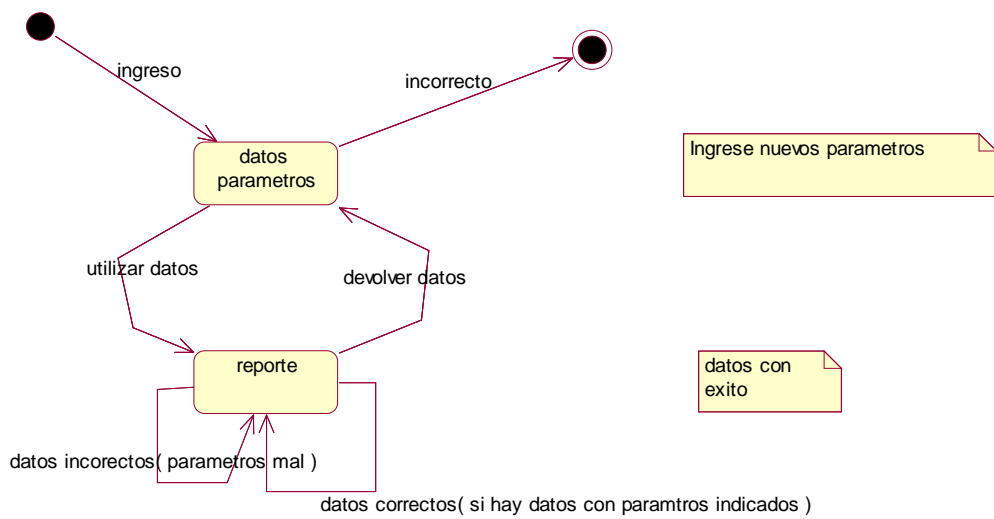 ingreso
incorrecto
datos
parametros
Ingrese nuevos parametros
utilizar datos
devolver datos
reporte
datos con
exito
datos incorectos( parametros mal )
datos correctos( si hay datos con paramtros indicados )